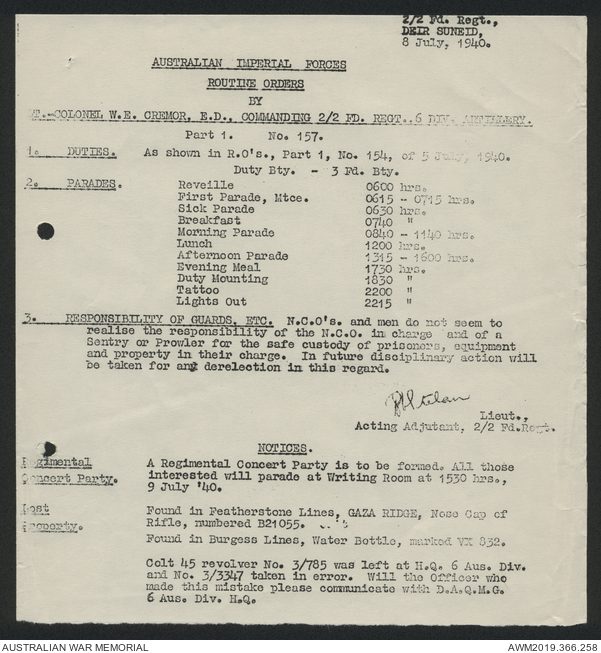 2/2 Fd. Regt.,
DEIR SUNEID,
8 July, 1940.
AUSTRALIAN IMPERIAL FORCES
ROUTINE ORDERS
BY
LT.-COLONEL W.E. CREMOR, E.D., COMMANDING 2/2 FD. REGT., 6 DIV. ARTILLERY.
Part 1. No. 157.
1. DUTIES. As shown in R.O's., Part 1, No. 154, of 5 July, 1940.
Duty Bty. - 3 Fd. Bty.
2. PARADES. Reveille 0600 hrs.
First Parade, Mtce. 0615 - 0715 hrs.
Sick Parade 0630 hrs.
Breakfast 0740 "
Morning Parade 0840 - 1140 hrs.
Lunch 1200 hrs.
Afternoon Parade 1315 - 1600 hrs.
Evening Meal 1730 hrs.
Duty Mounting 1830 "
Tattoo 2200 "
Lights Out 2215 "
3. RESPONSIBILITY OF GUARDS, ETC. N.C.O's. and men do not seem to
realise the responsibility of the N.C.O. in charge and of a
Sentry or Prowler for the safe custody of prisoners, equipment
and property in their charge. In future disciplinary action will
be taken for any derelection in this regard.
Lieut.,
Acting Adjutant, 2/2 Fd.Regt.
NOTICES.
Regimental Concert Party. A Regimental Concert Party is to be formed. All those
interested will parade at Writing Room at 1530 hrs.,
9 July '40.
Lost Property. Found in Featherstone Lines, GAZA RIDGE, Nose Cap of
Rifle, numbered B21055.
Found in Burgess Lines, Water Bottle, marked VX 832.
Colt 45 revolver No. 3/785 was left at H.Q. 6 Aus. Div.
and No. 3/3347 taken in error. Will the Officer who
made this mistake please communicate with D.A.Q.M.G.
6 Aus. Div. H.Q.
AUSTRALIAN WAR MEMORIAL
AWM2019.366.258